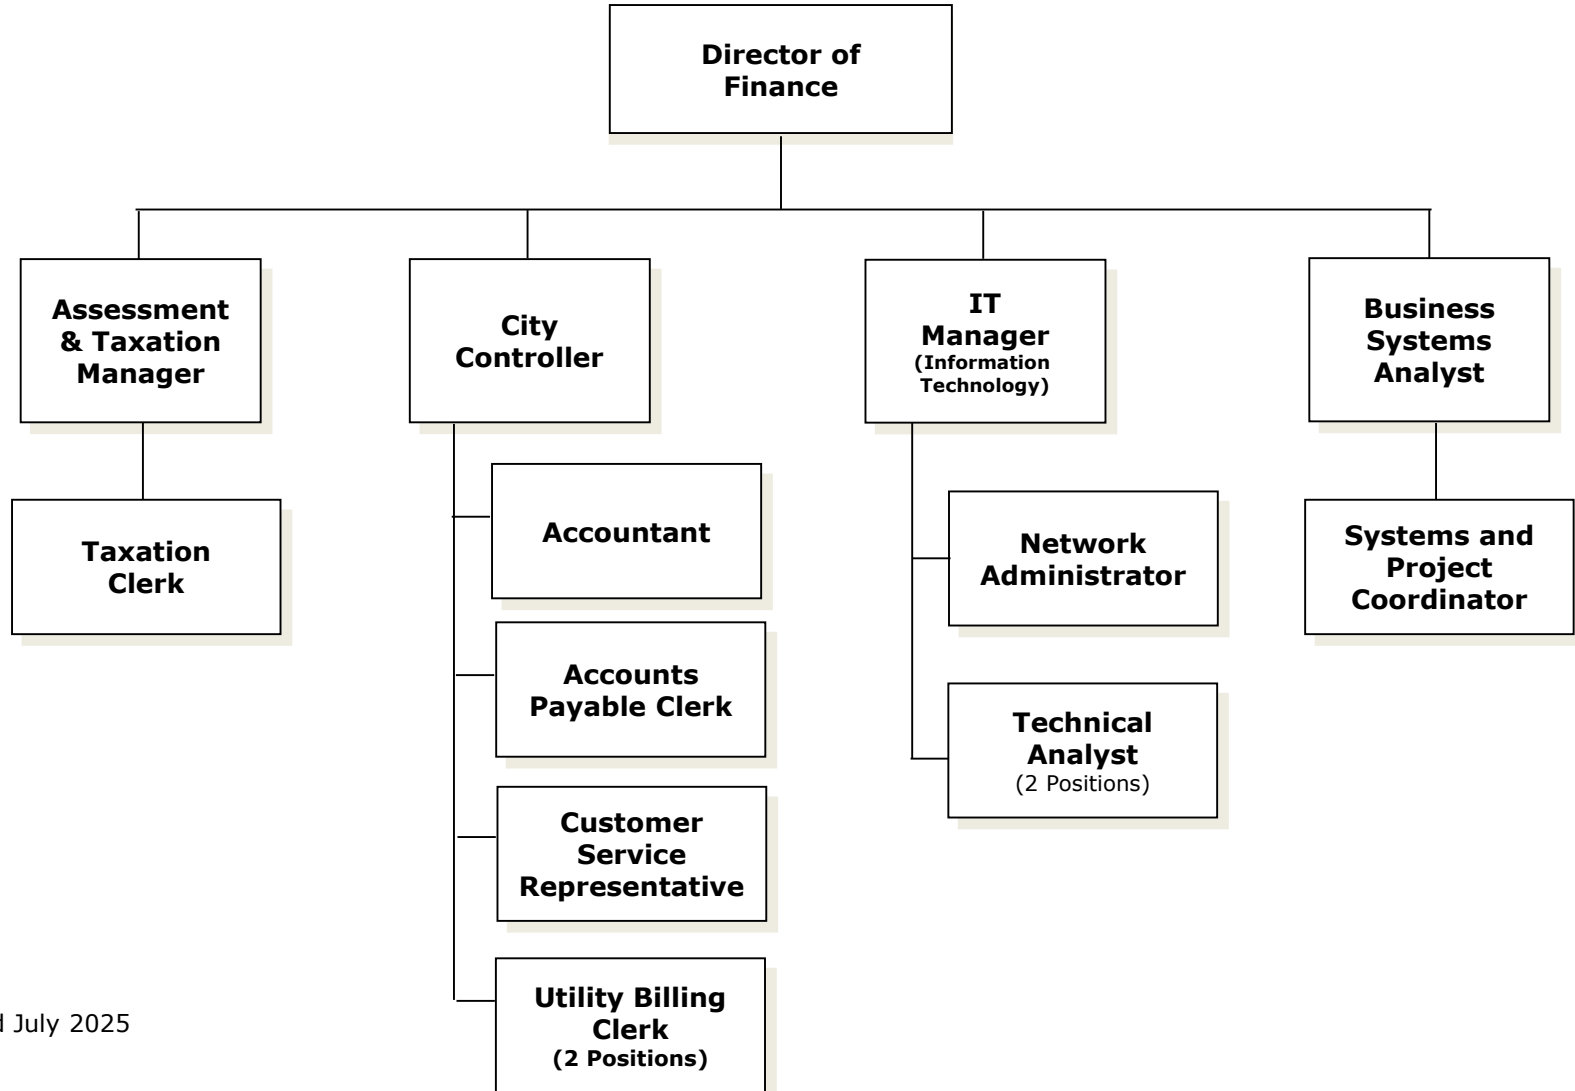 Director of
Finance
Assessment
& Taxation
Manager
City
Controller
IT
Manager
(Information
Technology)
Business
Systems
Analyst
Taxation
Clerk
Accountant
Accounts
Payable Clerk
Customer
Service
Representative
Utility Billing
Clerk
(2 Positions)
Network
Administrator
Technical
Analyst
(2 Positions)
Systems and
Project
Coordinator
July 2025